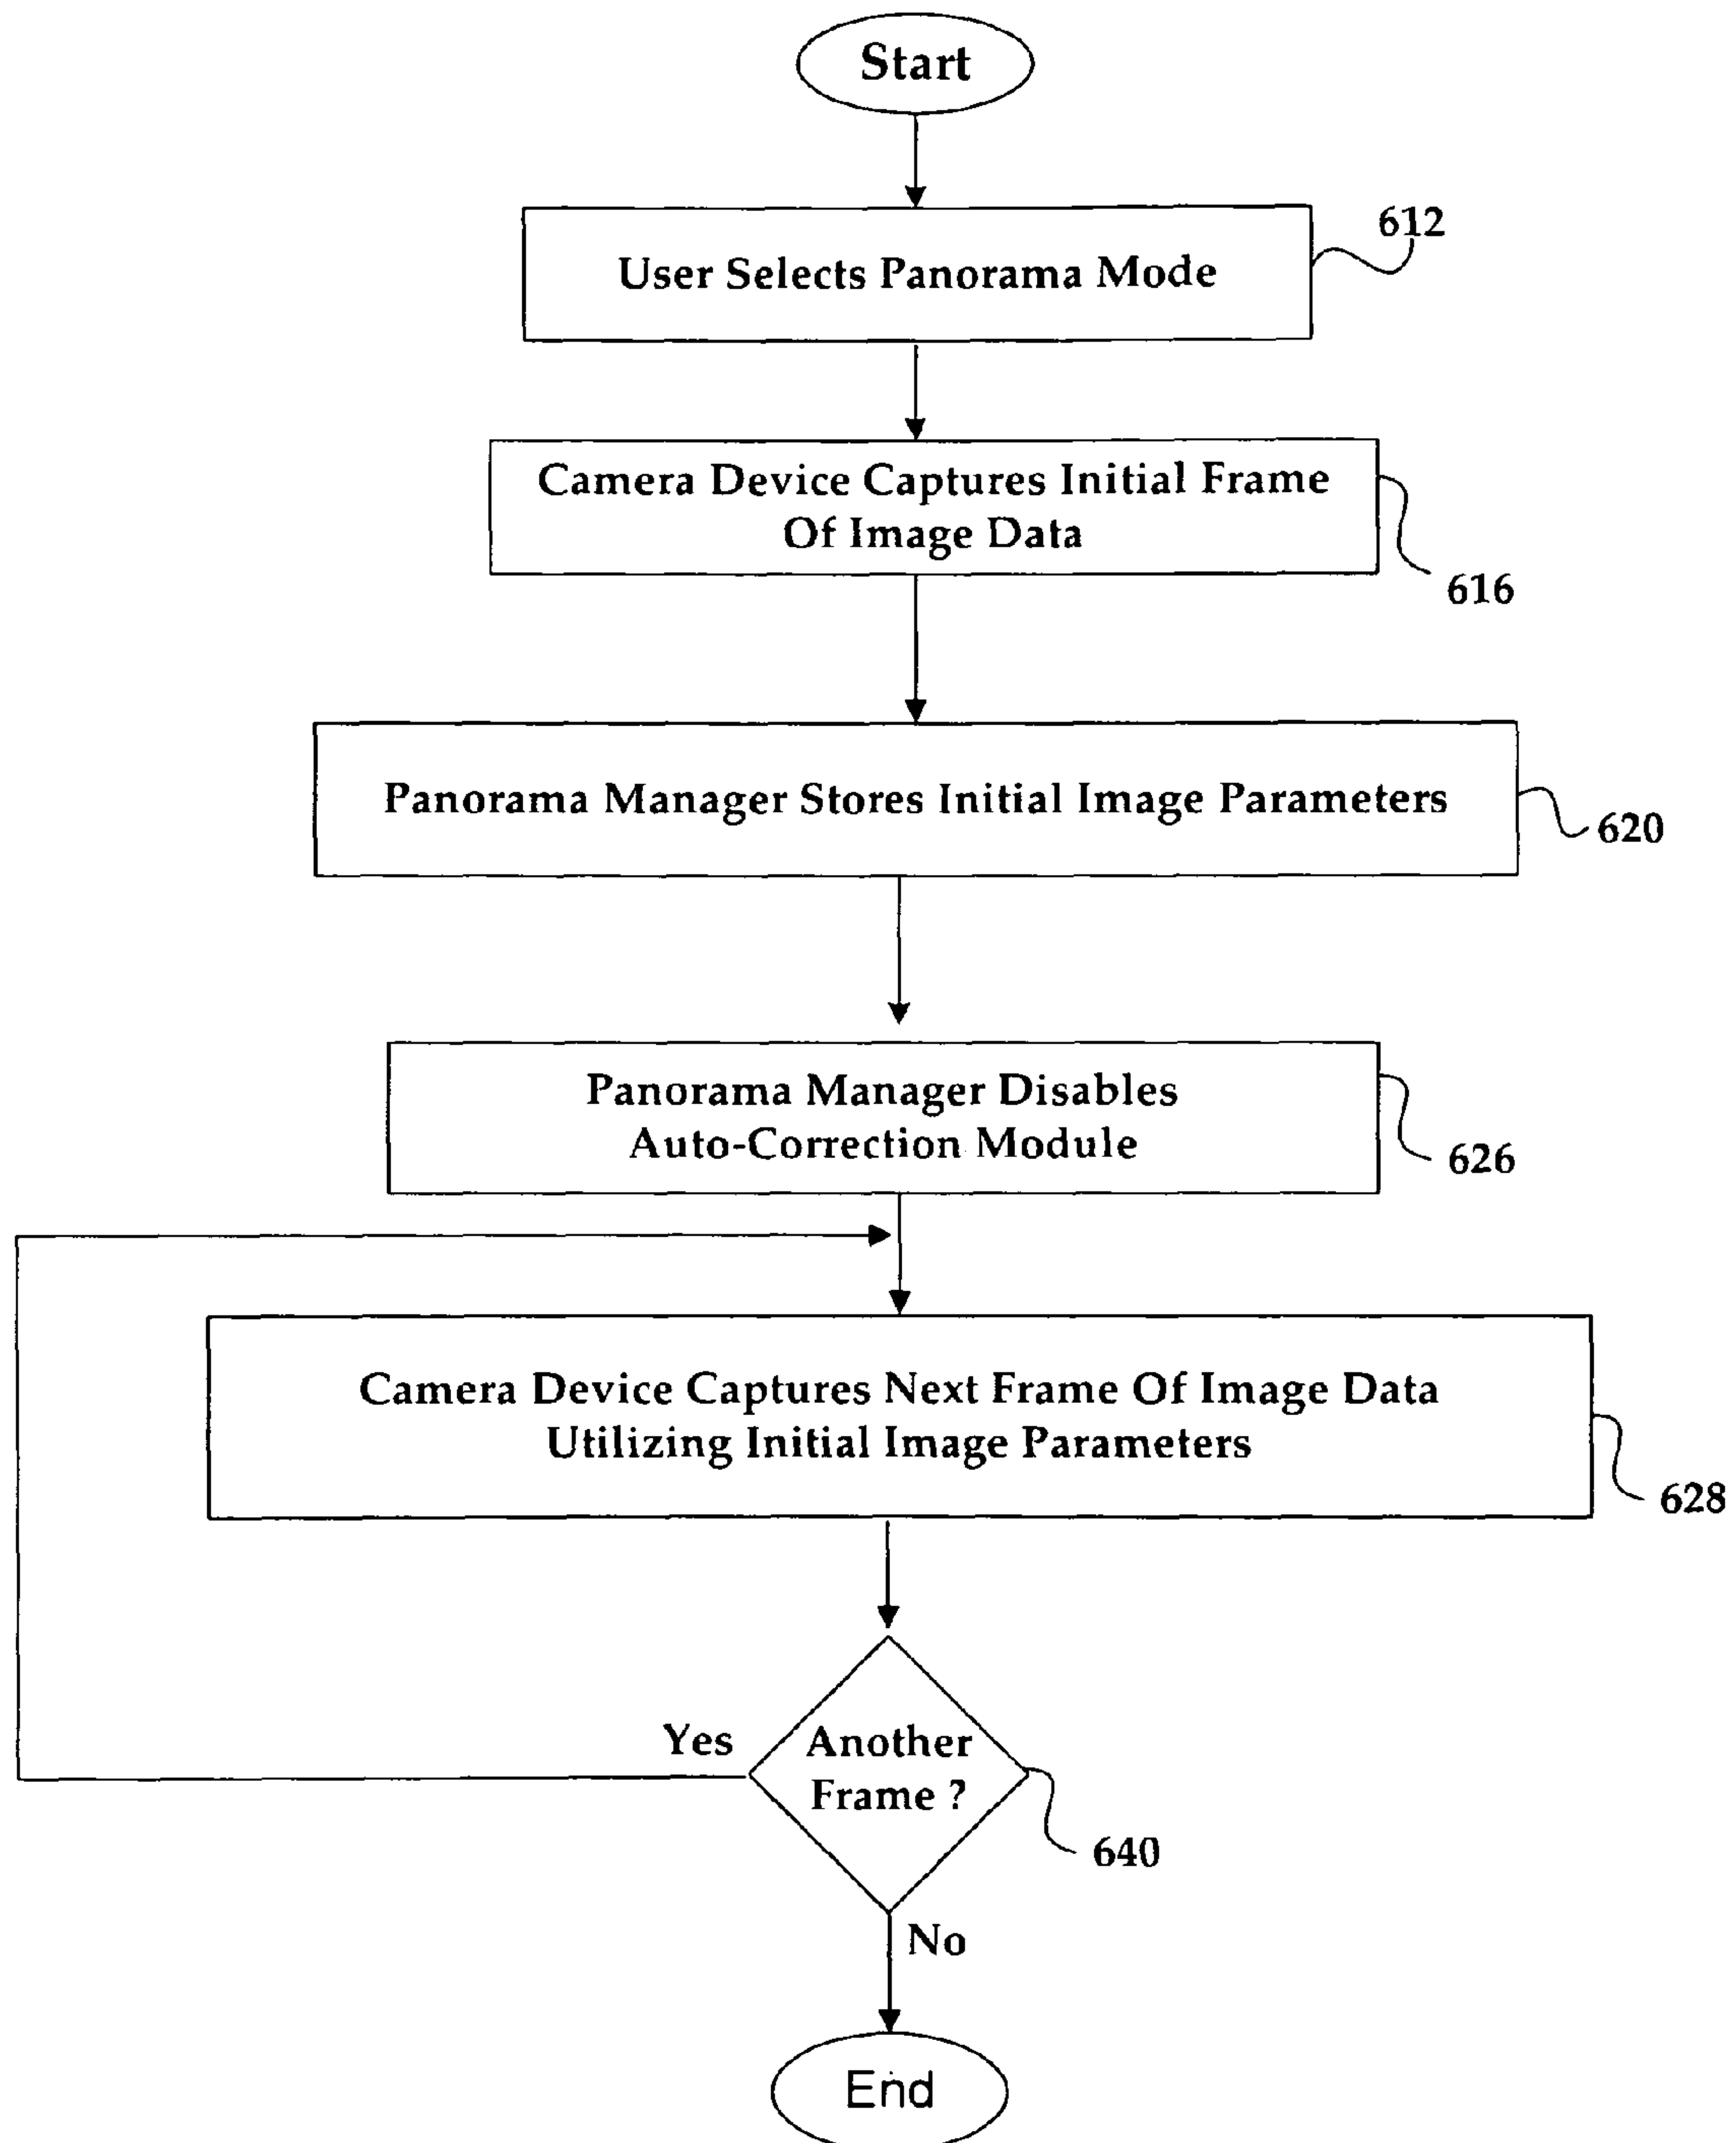 Start
User Selects Panorama Mode
612
Camera Device Captures Initial Frame
Of Image Data
616
Panorama Manager Stores Initial Image Parameters
620
Panorama Manager Disables
Auto-Correction Module
626
Camera Device Captures Next Frame Of Image Data
Utilizing Initial Image Parameters
628
Yes
Another
Frame ?
640
No
End